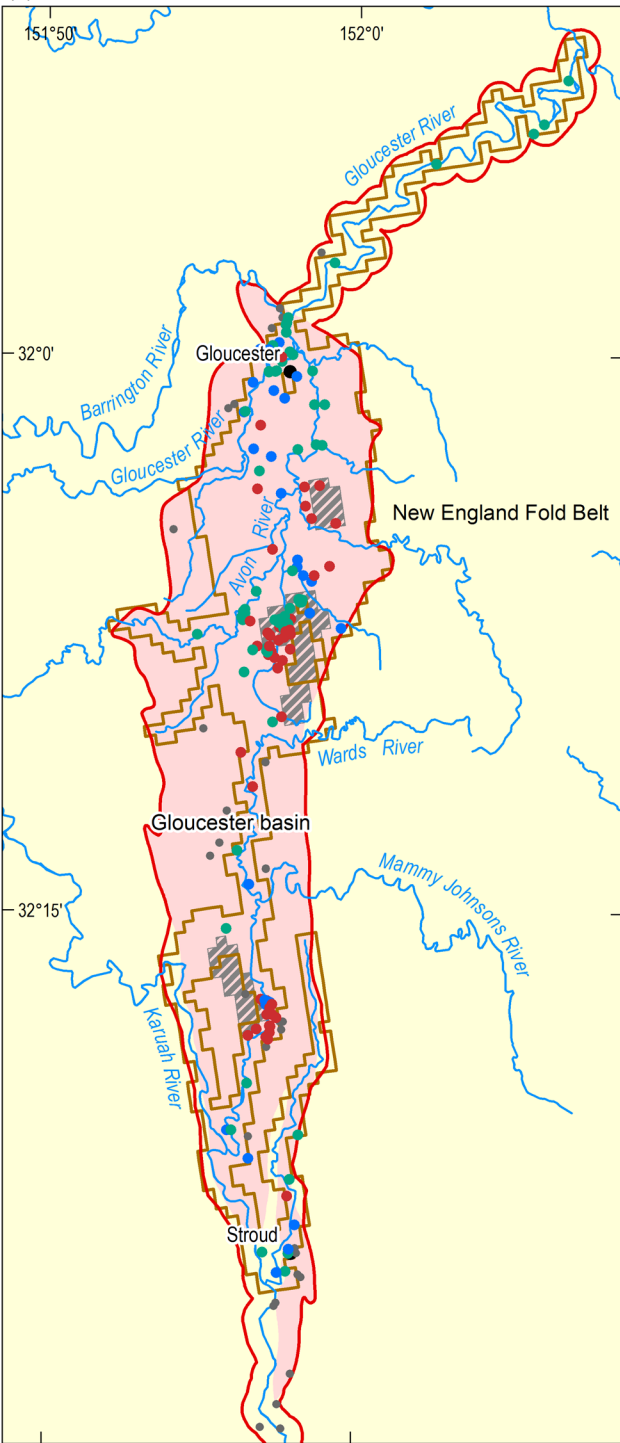 151°50'
152°0'
Gloucester River
32°0'
Gloucester
Barrington River
Gloucester River
New England Fold Belt
Avon River
Wards River
Gloucester basin
Mammy Johnsons River
32°15'
Karuah River
Stroud